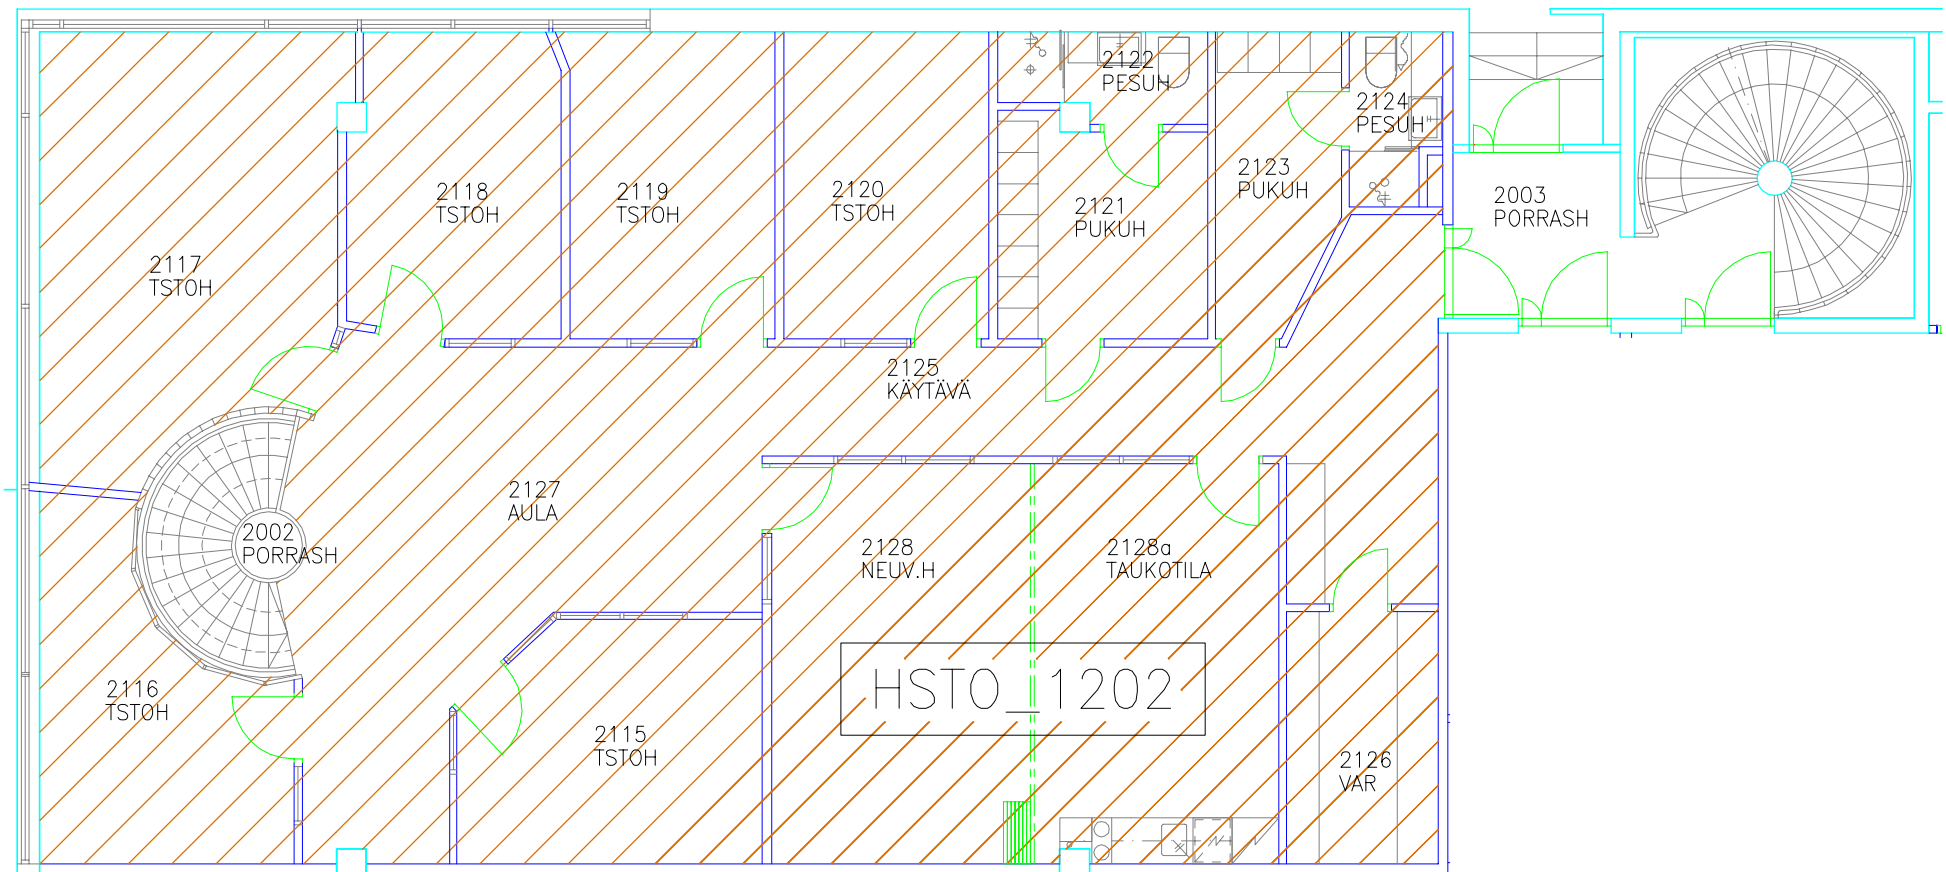 2122
PESUH
2124
PESUH
2118
TSTOH
2119
TSTOH
2120
TSTOH
2121
PUKUH
2123
PUKUH
2003
PORRASH
2117
TSTOH
2125
KÄYTÄVÄ
2127
AULA
2002
PORRASH
2128
NEUV.H
2128a
TAUKOTILA
2116
TSTOH
HSTO_1202
2115
TSTOH
2126
VAR